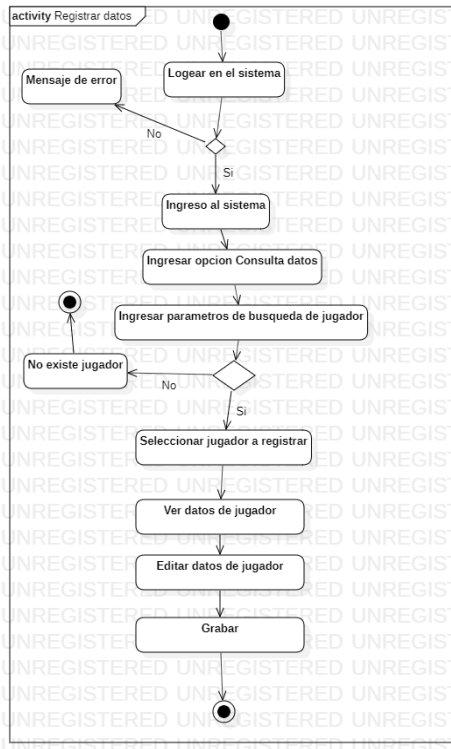 activity Registrar datos
Logear en el sistema
Mensaje de error
No
Si
Ingreso al sistema
Ingresar opcion Consulta datos
Ingresar parametros de busqueda de jugador
No existe jugador
No
Si
Seleccionar jugador a registrar
Ver datos de jugador
Editar datos de jugador
Grabar
UNREGISTERED